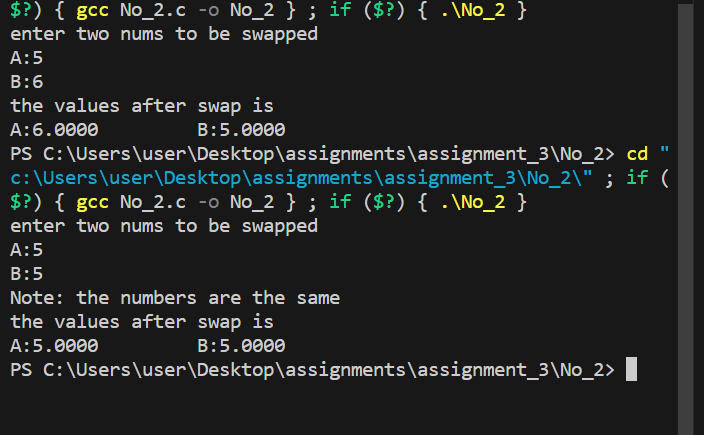 $?) { gcc No_2.c -o No_2 } ; if ($?) { .\No_2 }
enter two nums to be swapped
A:5
B:6
the values after swap is
A:6.0000         B:5.0000
PS C:\Users\user\Desktop\assignments\assignment_3\No_2> cd "
c:\Users\user\Desktop\assignments\assignment_3\No_2\" ; if (
$?) { gcc No_2.c -o No_2 } ; if ($?) { .\No_2 }
enter two nums to be swapped
A:5
B:5
Note: the numbers are the same
the values after swap is
A:5.0000         B:5.0000
PS C:\Users\user\Desktop\assignments\assignment_3\No_2>